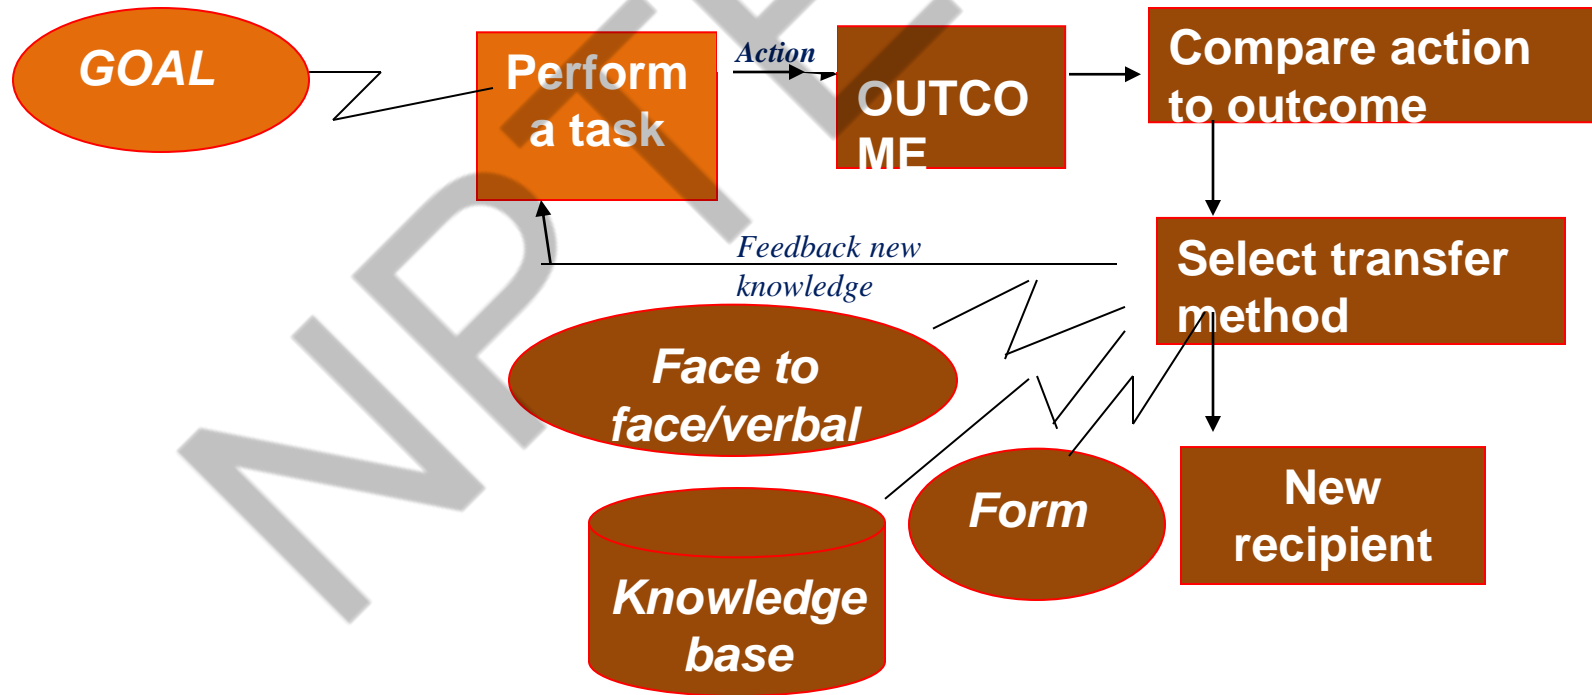 GOAL
Perform
a task
Action
OUTCO
ME
Compare action
to outcome
Feedback new
knowledge
Select transfer
method
Face to
face/verbal
Form
New
recipient
Knowledge
base
NPTE